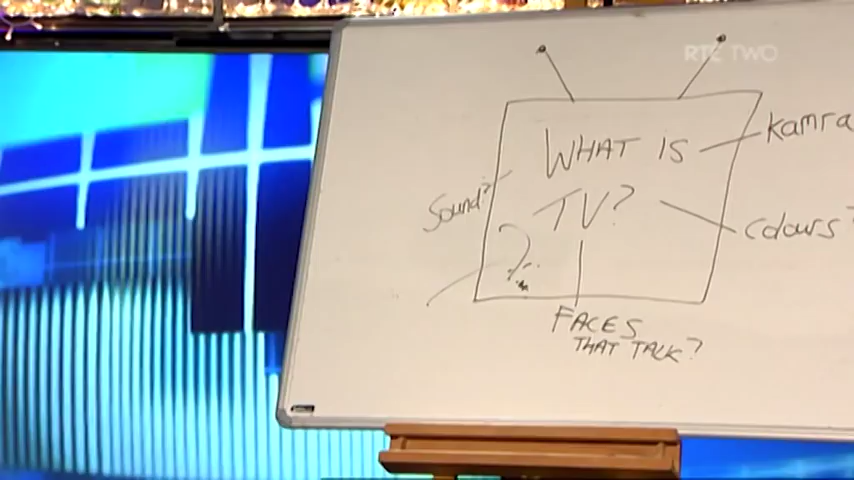 RTÉ TWO
WHAT IS
TV?
kamra
Sound?
colours?
?
FACES
THAT TALK?